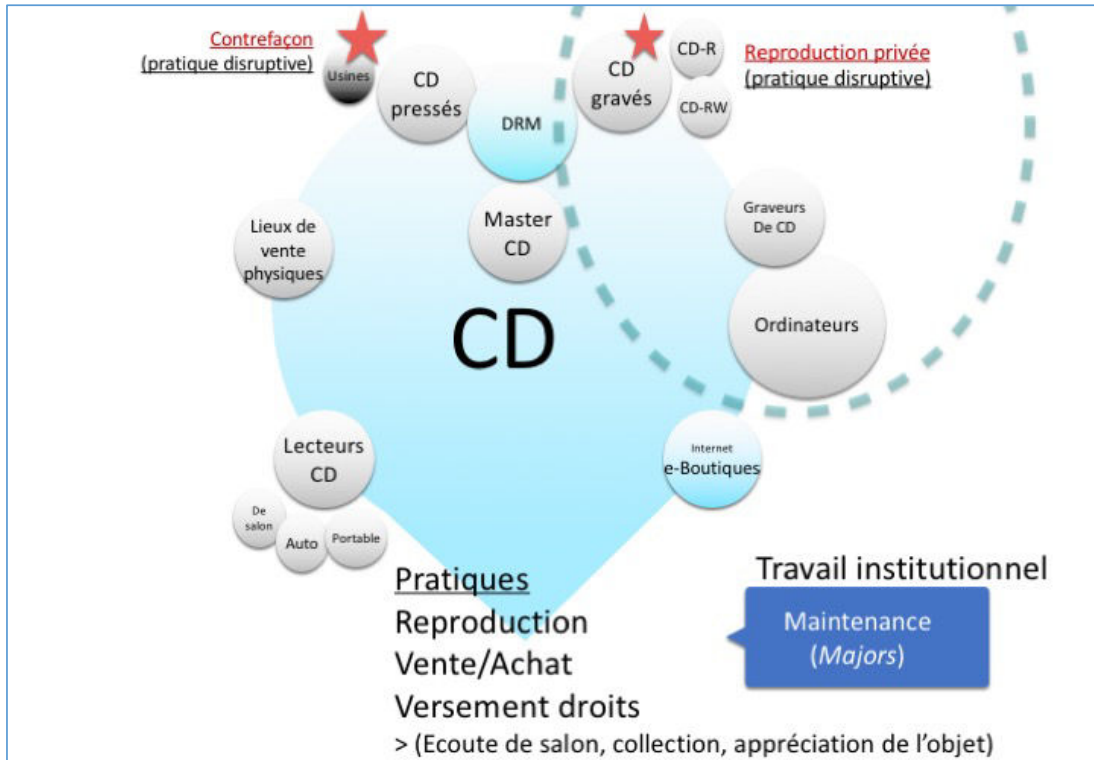 Contrefaçon
(pratique disruptive)
Usines
CD
pressés
DRM
CD
gravés
CD-R
CD-RW
Reproduction privée
(pratique disruptive)
Lieux de
vente
physiques
Master
CD
Graveurs
De CD
Ordinateurs
CD
Lecteurs
CD
De
salon
Auto
Portable
Internet
e-Boutiques
Pratiques
Reproduction
Vente/Achat
Versement droits
> (Ecoute de salon, collection, appréciation de l’objet)
Travail institutionnel
Maintenance
(Majors)